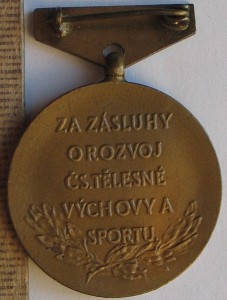 ZA ZÁSLUHY
O ROZVOJ
ČS. TĚLESNÉ
VÝCHOVY A
SPORTU